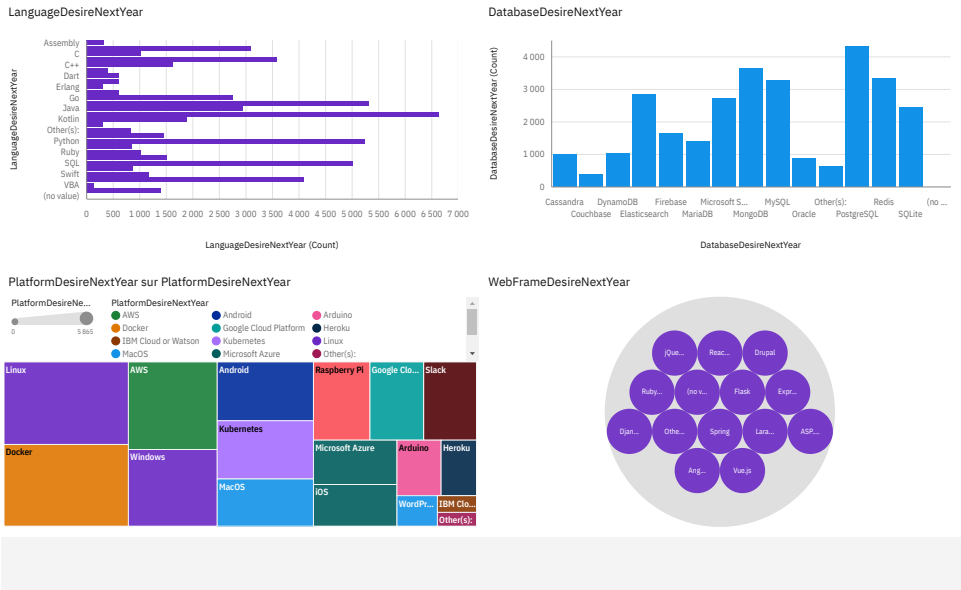 LanguageDesireNextYear
LanguageDesireNextYear
Assembly
C
C++
Dart
Erlang
Go
Java
Kotlin
Other(s):
Python
Ruby
SQL
Swift
VBA
(no value)
0 500 1 000 1 500 2 000 2 500 3 000 3 500 4 000 4 500 5 000 5 500 6 000 6 500 7 000
LanguageDesireNextYear (Count)
DatabaseDesireNextYear
DatabaseDesireNextYear (Count)
4 000
3 000
2 000
1 000
0
Cassandra DynamoDB Firebase Microsoft S... MySQL Other(s): Redis (no ...
Couchbase Elasticsearch MariaDB MongoDB Oracle PostgreSQL SQLite
DatabaseDesireNextYear
PlatformDesireNextYear sur PlatformDesireNextYear
PlatformDesireNe...
0 5 865
PlatformDesireNextYear
AWS Android Arduino
Docker Google Cloud Platform Heroku
IBM Cloud or Watson Kubernetes Linux
MacOS Microsoft Azure Other(s):
Linux
Docker
AWS
Windows
Android
Kubernetes
MacOS
Raspberry Pi
Google Clo...
Slack
Microsoft Azure
iOS
Arduino
Heroku
WordPr...
IBM Clo...
Other(s):
WebFrameDesireNextYear
jQue... Reac... Drupal
Ruby... (no v... Flask Expr...
Djan... Othe... Spring Lara... ASP....
Ang... Vue.js